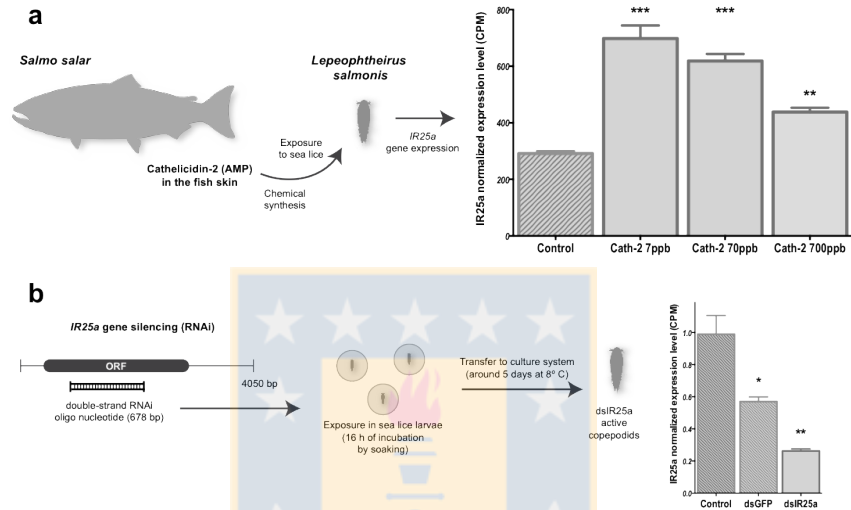 a
Salmo salar
Lepeophtheirus
salmonis
Exposure
to sea lice
IR25a
gene expression
Cathelicidin-2 (AMP)
in the fish skin
Chemical
synthesis
IR25a normalized expression level (CPM)
800
600
400
200
0
***
***
**
Control
Cath-2 7ppb
Cath-2 70ppb
Cath-2 700ppb
b
IR25a gene silencing (RNAi)
ORF
4050 bp
double-strand RNAi
oligo nucleotide (678 bp)
Exposure in sea lice larvae
(16 h of incubation
by soaking)
Transfer to culture system
(around 5 days at 8º C)
dsIR25a
active
copepodids
IR25a normalized expression level (CPM)
1.0
0.8
0.6
0.4
0.2
0.0
*
**
Control
dsGFP
dsIR25a